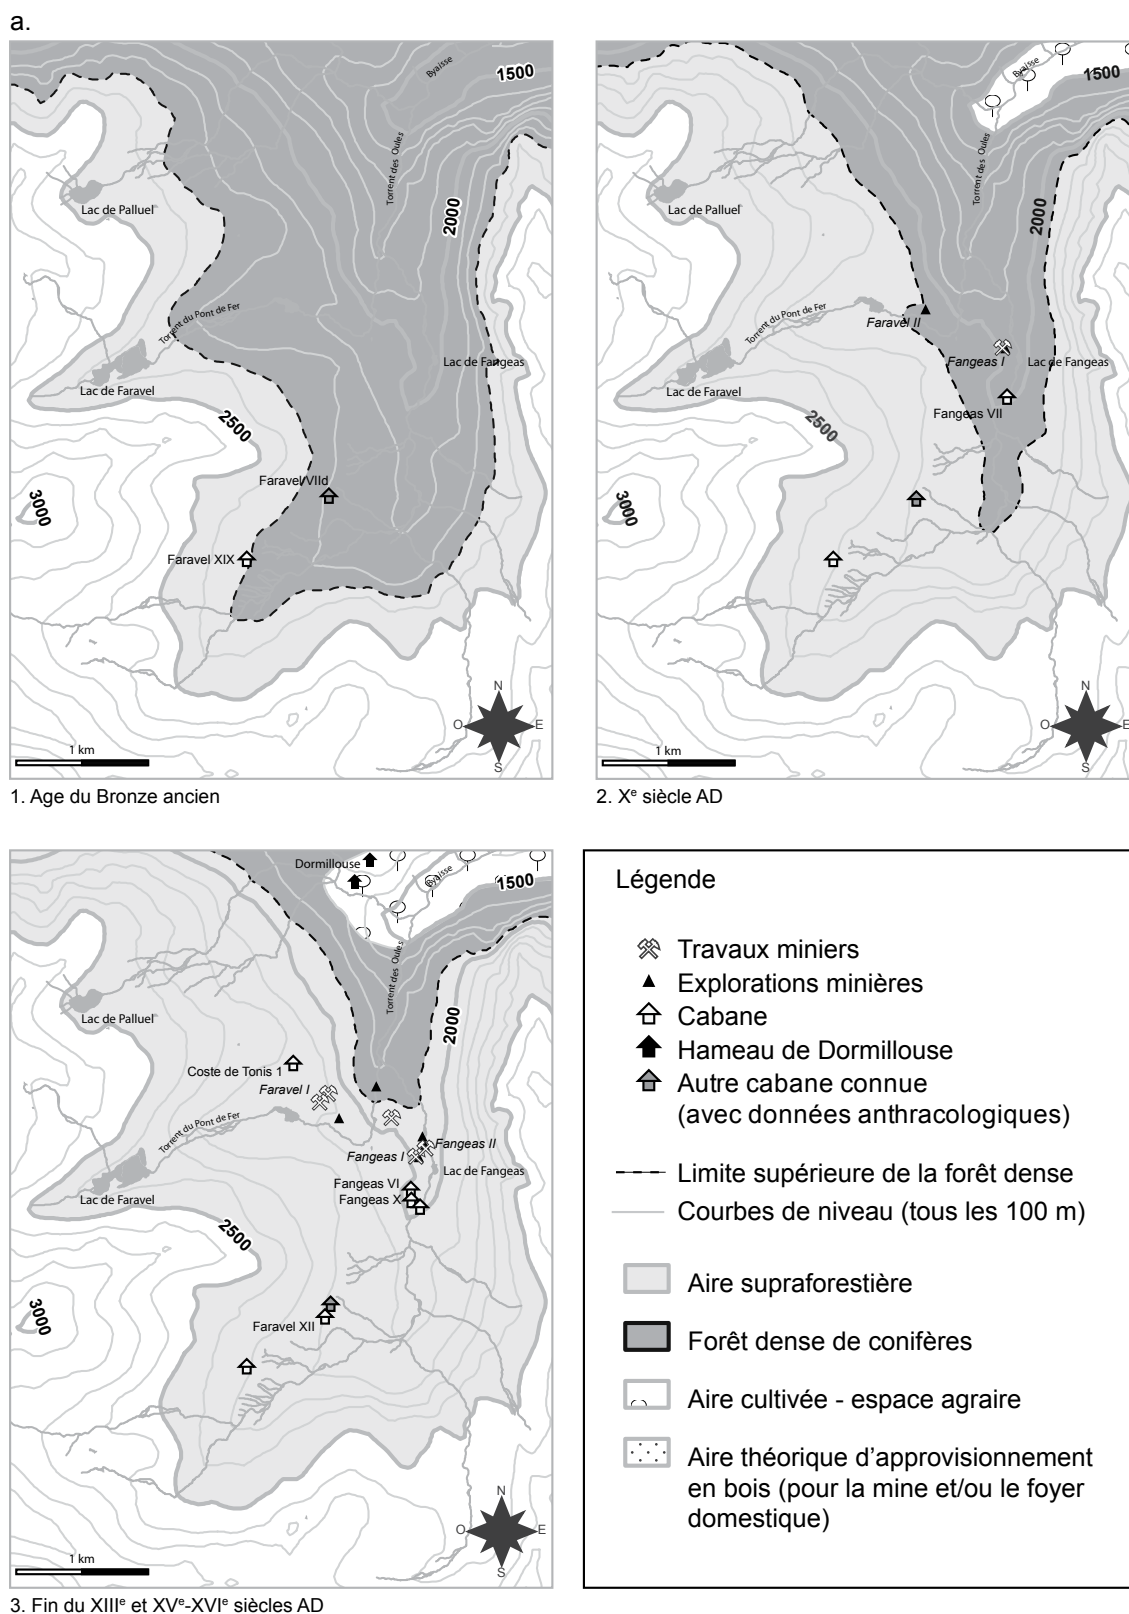 a.
Byaisse
1500
Torrent des Oules
2000
Lac de Palluel
Torrent du Pont de Fer
Lac de Fangeas
Lac de Faravel
2500
Faravel VIId
3000
Faravel XIX
N
O
E
S
1 km
1. Age du Bronze ancien
Byaisse
1500
Torrent des Oules
2000
Lac de Palluel
Torrent du Pont de Fer
Faravel II
Fangeas I
Lac de Fangeas
Lac de Faravel
2500
Fangeas VII
3000
N
O
E
S
1 km
2. Xe siècle AD
Dormillouse
Byaisse
1500
Torrent des Oules
2000
Lac de Palluel
Coste de Tonis 1
Faravel I
Torrent du Pont de Fer
Fangeas II
Fangeas I
Lac de Fangeas
Fangeas VI
Fangeas X
Lac de Faravel
2500
3000
Faravel XII
N
O
E
S
1 km
3. Fin du XIIIe et XVe-XVIe siècles AD
Légende
Travaux miniers
Explorations minières
Cabane
Hameau de Dormillouse
Autre cabane connue
(avec données anthracologiques)
Limite supérieure de la forêt dense
Courbes de niveau (tous les 100 m)
Aire supraforestière
Forêt dense de conifères
Aire cultivée - espace agraire
Aire théorique d'approvisionnement
en bois (pour la mine et/ou le foyer
domestique)